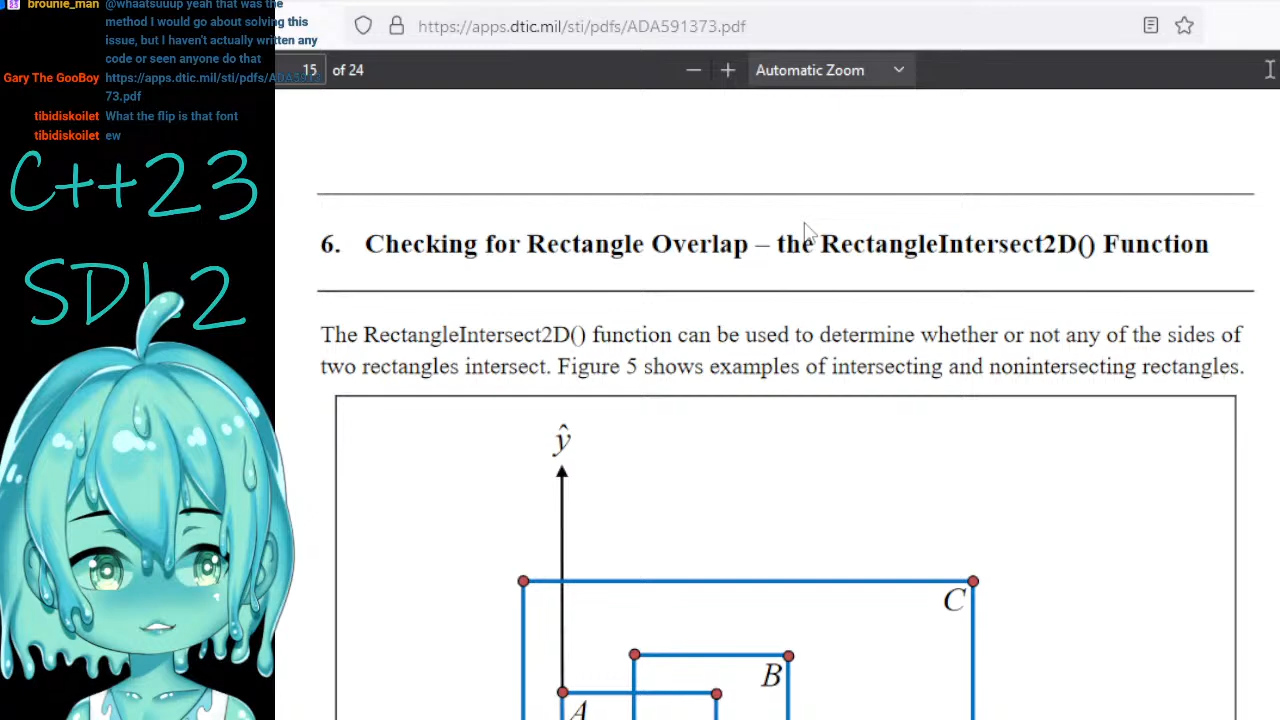 brounie_man @whaatsuuup yeah that was the
method I would go about solving this
issue, but I haven't actually written any
code or seen anyone do that
Gary The GooBoy https://apps.dtic.mil/sti/pdfs/ADA5913
73.pdf
tibidiskoilet What the flip is that font
tibidiskoilet ew
C++23
SDL2
https://apps.dtic.mil/sti/pdfs/ADA591373.pdf
15 of 24
Automatic Zoom
6. Checking for Rectangle Overlap – the RectangleIntersect2D() Function
The RectangleIntersect2D() function can be used to determine whether or not any of the sides of
two rectangles intersect. Figure 5 shows examples of intersecting and nonintersecting rectangles.
ŷ
C
B
A